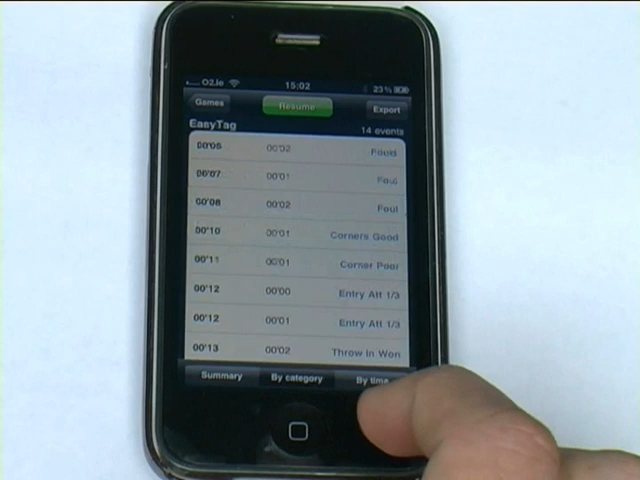 O2.ie 15:02 23%
Games Resume Export
EasyTag 14 events
00'05 00'02
00'07 00'01 Foul
00'08 00'02 Foul
00'10 00'01 Corners Good
00'11 00'01 Corner Poor
00'12 00'00 Entry Att 1/3
00'12 00'01 Entry Att 1/3
00'13 00'02 Throw In Won
Summary By category By time